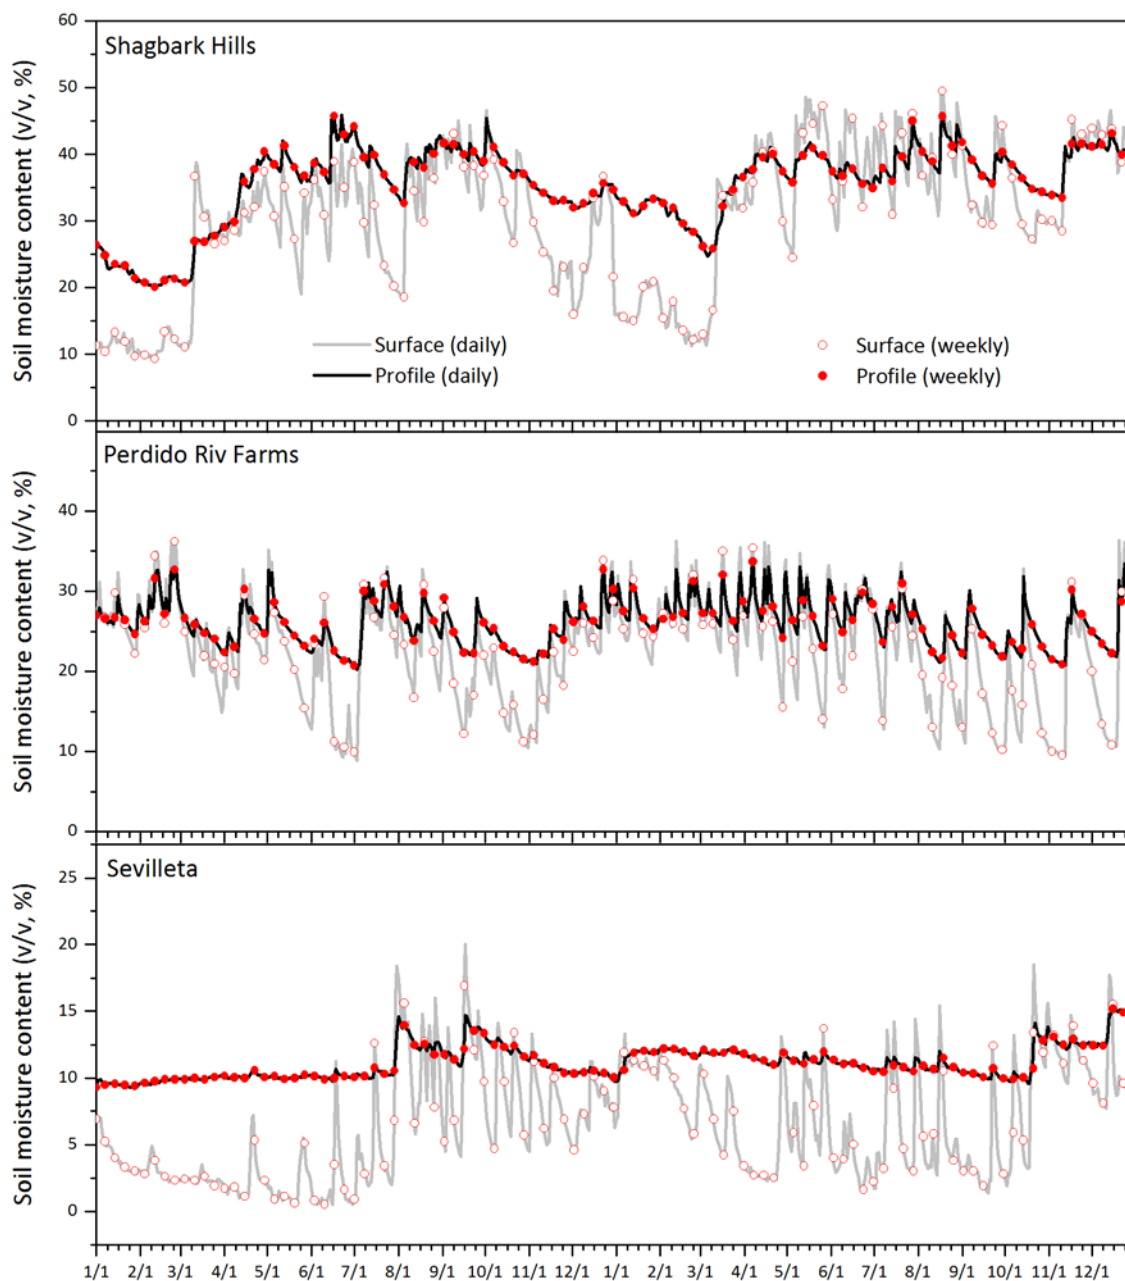 60
Shagbark Hills
50
40
30
20
10
0
Soil moisture content (v/v, %)
Surface (daily)
Profile (daily)
Surface (weekly)
Profile (weekly)
Perdido Riv Farms
40
30
20
10
0
Soil moisture content (v/v, %)
Sevilleta
25
20
15
10
5
0
Soil moisture content (v/v, %)
1/1 2/1 3/1 4/1 5/1 6/1 7/1 8/1 9/1 10/1 11/1 12/1 1/1 2/1 3/1 4/1 5/1 6/1 7/1 8/1 9/1 10/1 11/1 12/1